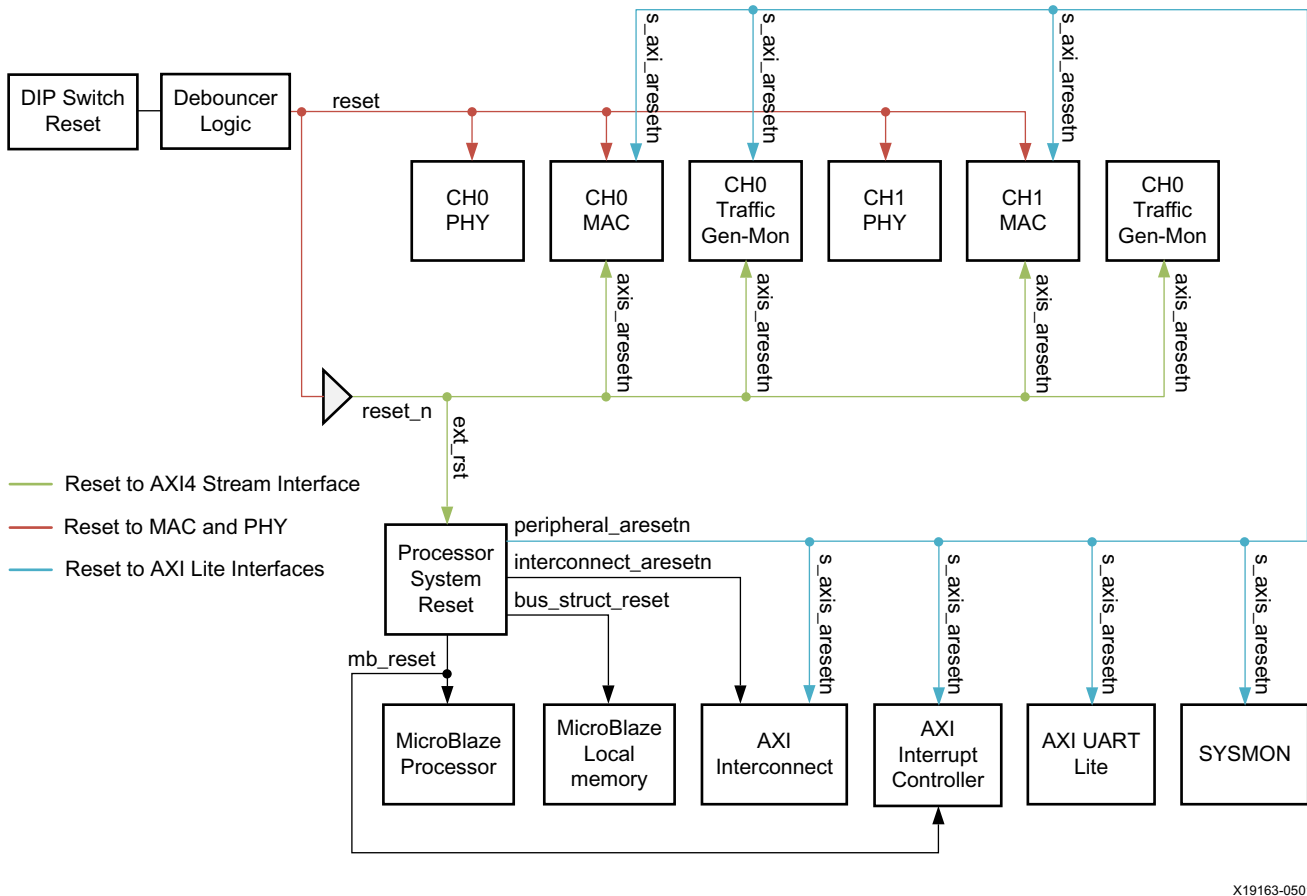 s_axi_aresetn
s_axi_aresetn
s_axi_aresetn
DIP Switch
Reset
Debouncer
Logic
reset
CH0
PHY
CH0
MAC
CH0
Traffic
Gen-Mon
CH1
PHY
CH1
MAC
CH0
Traffic
Gen-Mon
axis_aresetn
axis_aresetn
axis_aresetn
axis_aresetn
reset_n
ext_rst
Reset to AXI4 Stream Interface
Reset to MAC and PHY
Reset to AXI Lite Interfaces
Processor
System
Reset
peripheral_aresetn
interconnect_aresetn
bus_struct_reset
mb_reset
s_axis_aresetn
s_axis_aresetn
s_axis_aresetn
s_axis_aresetn
MicroBlaze
Processor
MicroBlaze
Local
memory
AXI
Interconnect
AXI
Interrupt
Controller
AXI UART
Lite
SYSMON
X19163-050